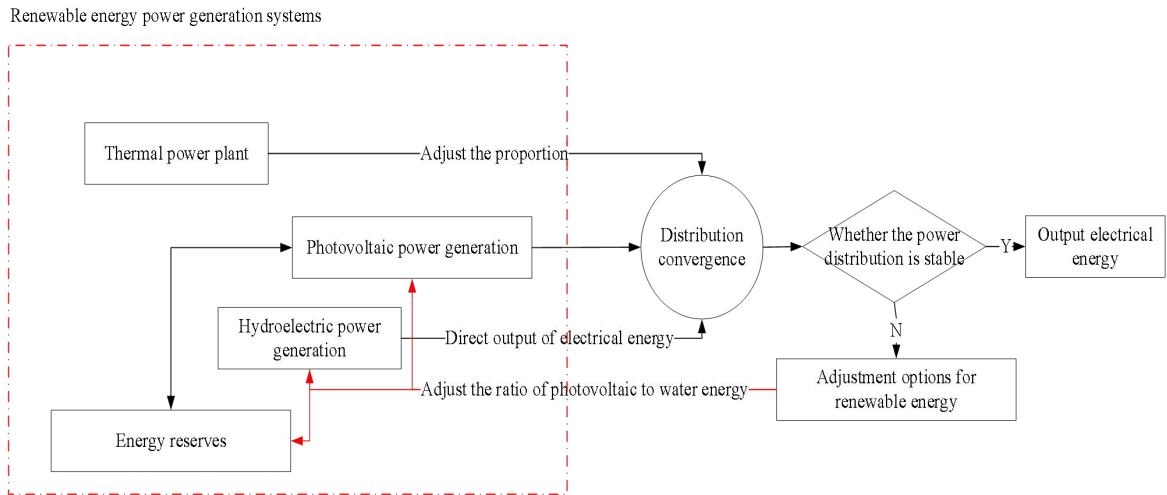 Renewable energy power generation systems
Thermal power plant
Adjust the proportion
Photovoltaic power generation
Distribution
convergence
Whether the power
distribution is stable
Y
Output electrical
energy
Hydroelectric power
generation
Direct output of electrical energy
N
Adjust the ratio of photovoltaic to water energy
Adjustment options for
renewable energy
Energy reserves